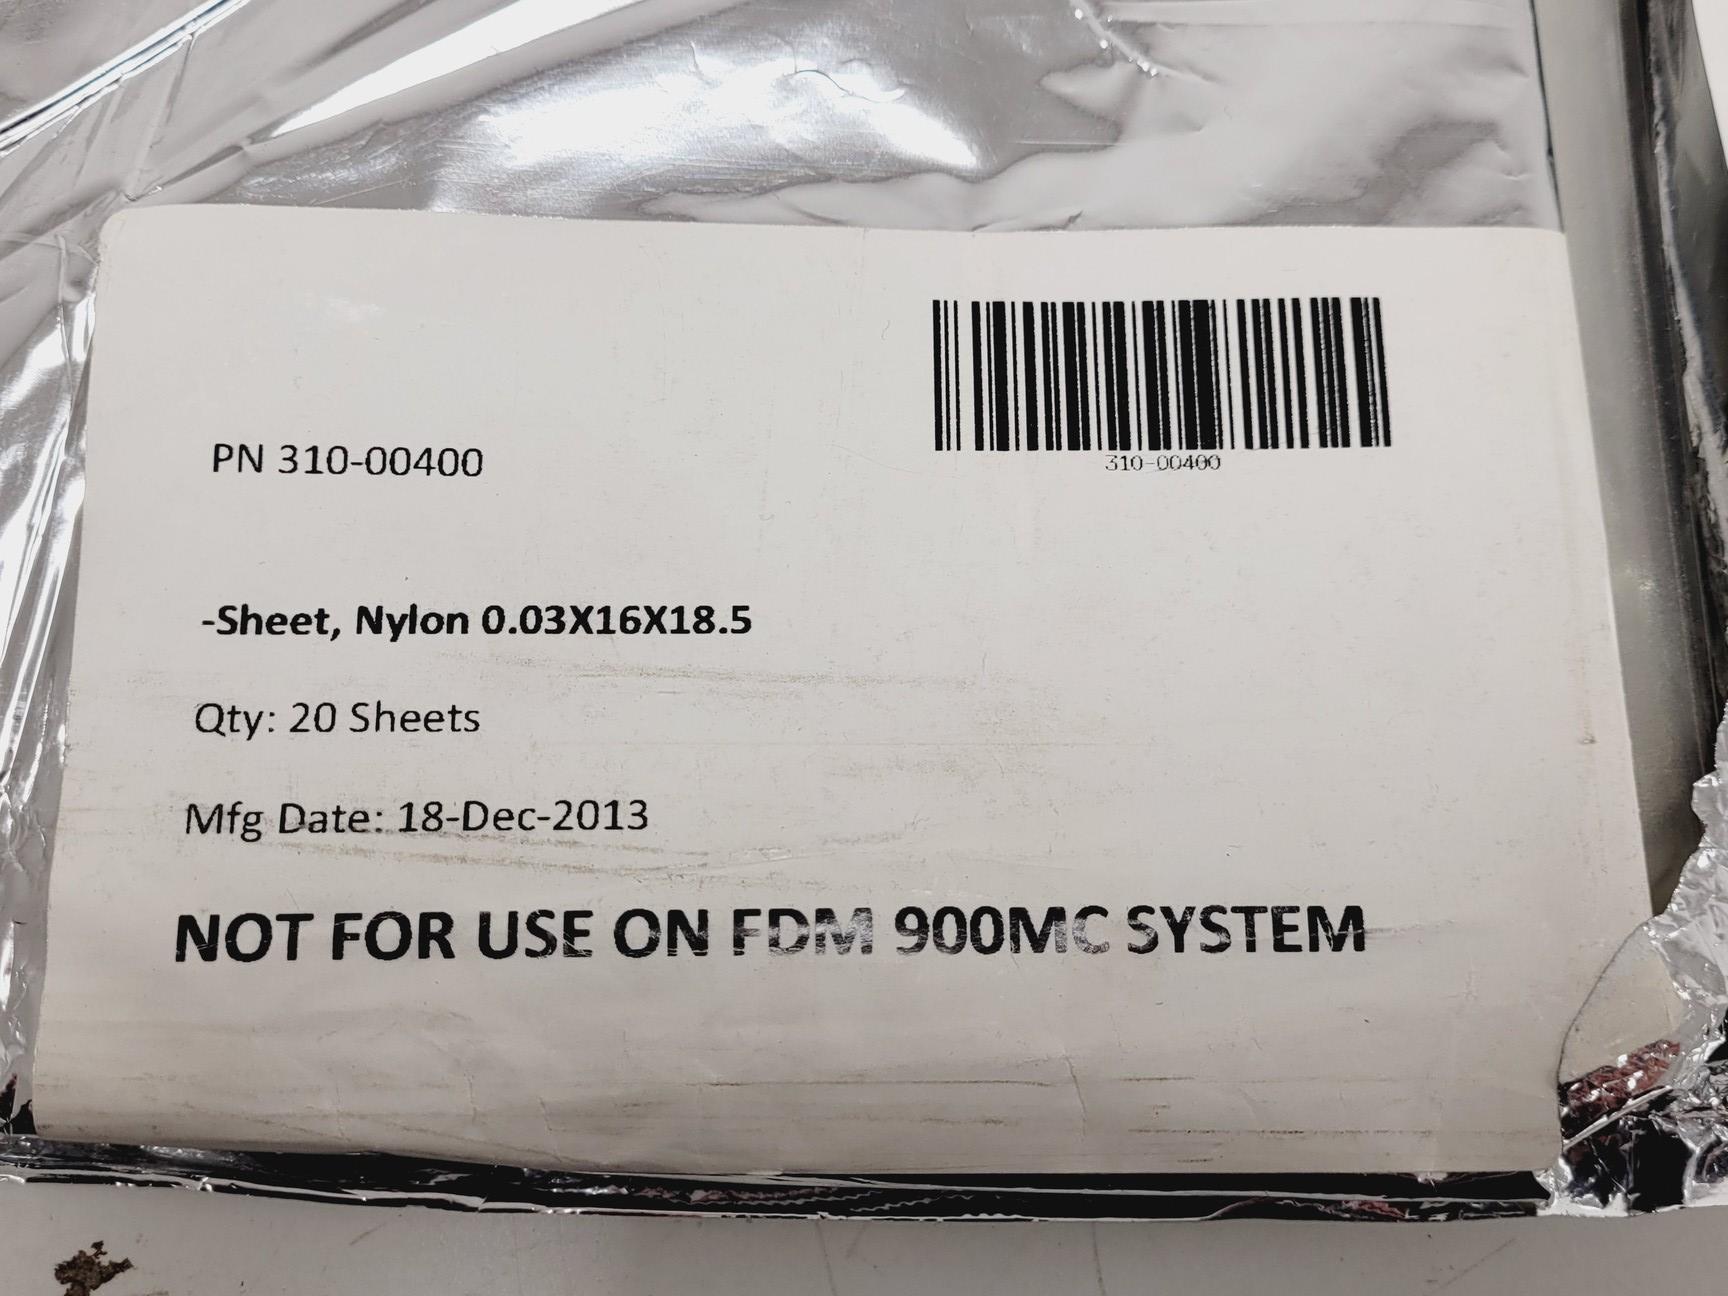 310-00400
PN 310-00400
-Sheet, Nylon 0.03X16X18.5
Qty: 20 Sheets
Mfg Date: 18-Dec-2013
NOT FOR USE ON FDM 900MC SYSTEM